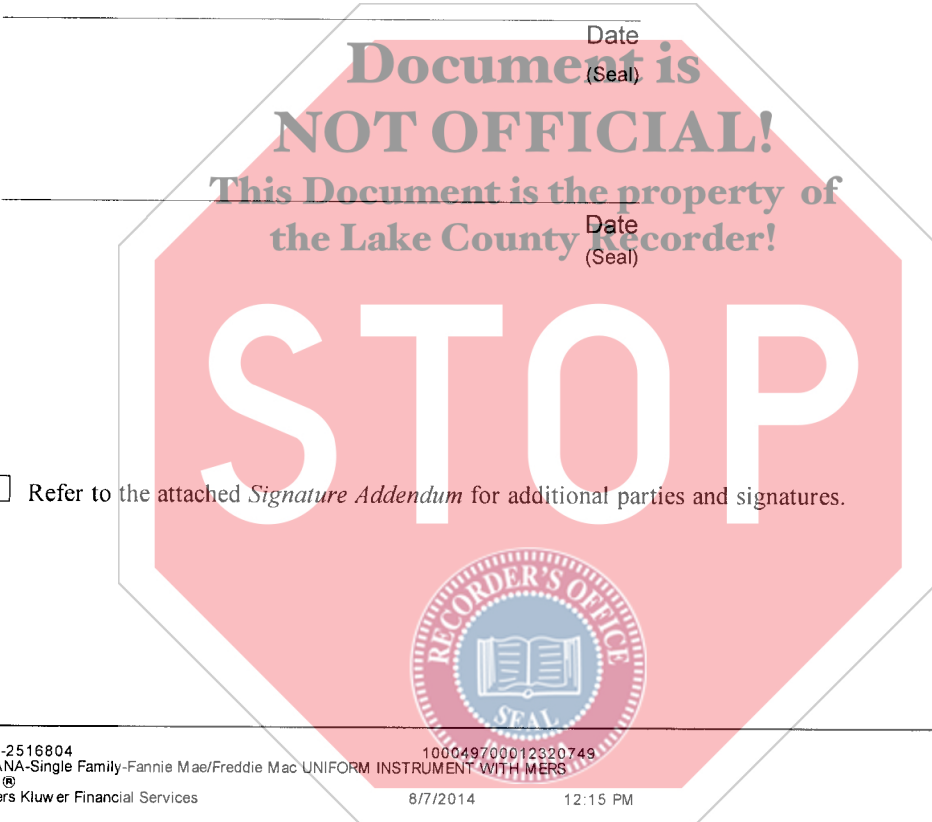 Date
Document is
(Seal)
NOT OFFICIAL!
This Document is the property of
Date
the Lake County Recorder!
(Seal)
STOP
Refer to the attached Signature Addendum for additional parties and signatures.
RECORDER'S OFFICE
SEAL
-2516804 100049700012320749
ANA-Single Family-Fannie Mae/Freddie Mac UNIFORM INSTRUMENT WITH MERS
®
ers Kluwer Financial Services 8/7/2014 12:15 PM